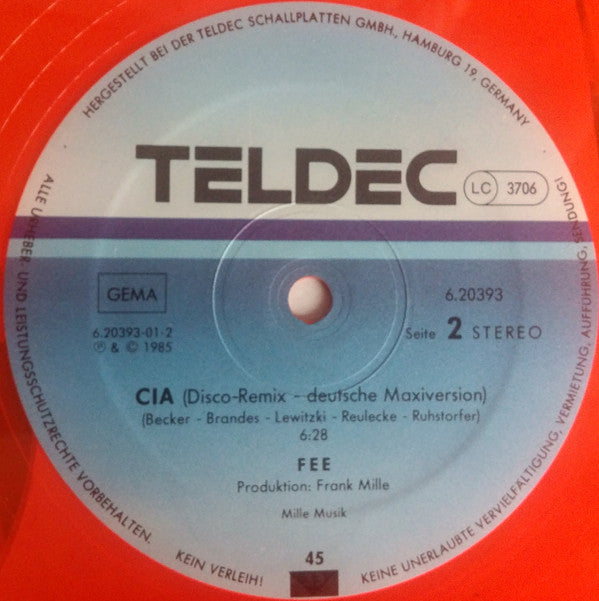 HERGESTELLT BEI DER TELDEC SCHALLPLATTEN GMBH., HAMBURG 19, GERMANY
TELDEC
LC 3706
GEMA
6.20393
6.20393-01-2
℗ & © 1985
Seite 2 STEREO
CIA (Disco-Remix - deutsche Maxiversion)
(Becker - Brandes - Lewitzki - Reulecke - Ruhstorfer)
6:28
FEE
Produktion: Frank Mille
Mille Musik
45
ALLE URHEBER- UND LEISTUNGSSCHUTZRECHTE VORBEHALTEN.
KEIN VERLEIH!
KEINE UNERLAUBTE VERVIELFÄLTIGUNG, VERMIETUNG, AUFFÜHRUNG, SENDUNG!